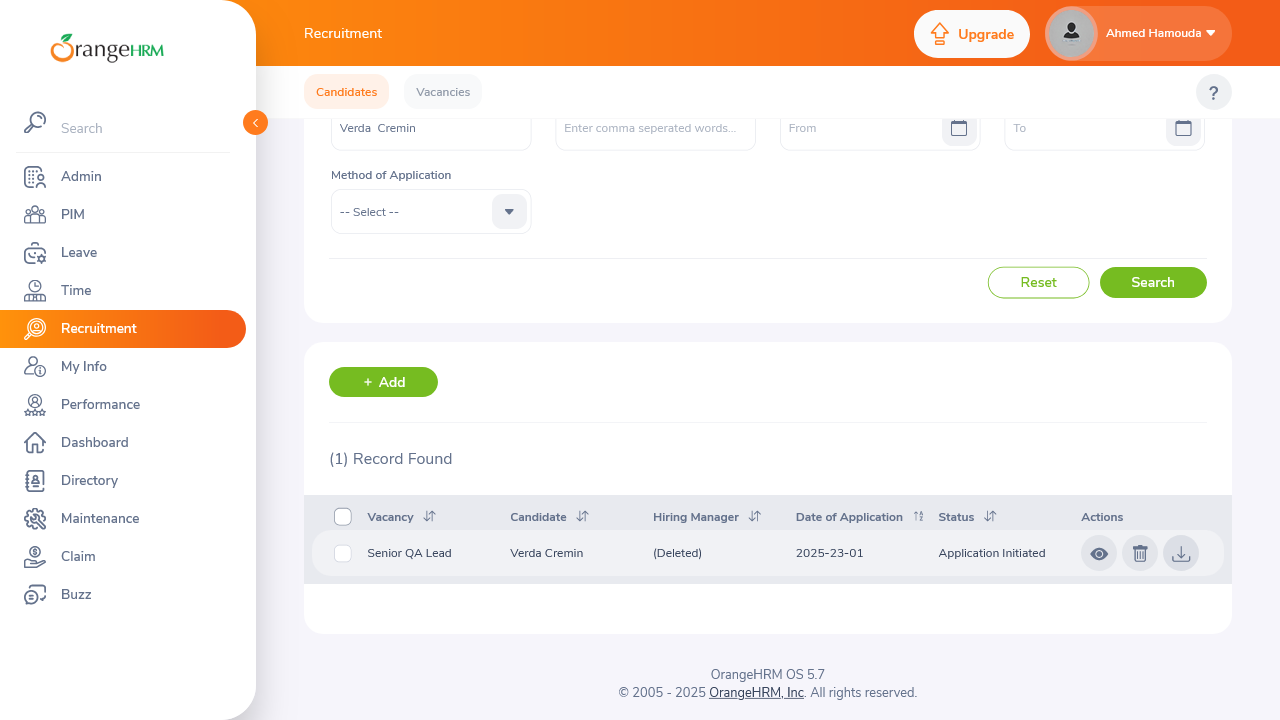 OrangeHRM
Recruitment
Upgrade
Ahmed Hamouda
Candidates
Vacancies
?
Search
Admin
PIM
Leave
Time
Recruitment
My Info
Performance
Dashboard
Directory
Maintenance
Claim
Buzz
Verda  Cremin
Enter comma seperated words...
From
To
Method of Application
-- Select --
Reset
Search
+ Add
(1) Record Found
Vacancy Candidate Hiring Manager Date of Application Status Actions
Senior QA Lead Verda Cremin (Deleted) 2025-23-01 Application Initiated
OrangeHRM OS 5.7
© 2005 - 2025 OrangeHRM, Inc. All rights reserved.